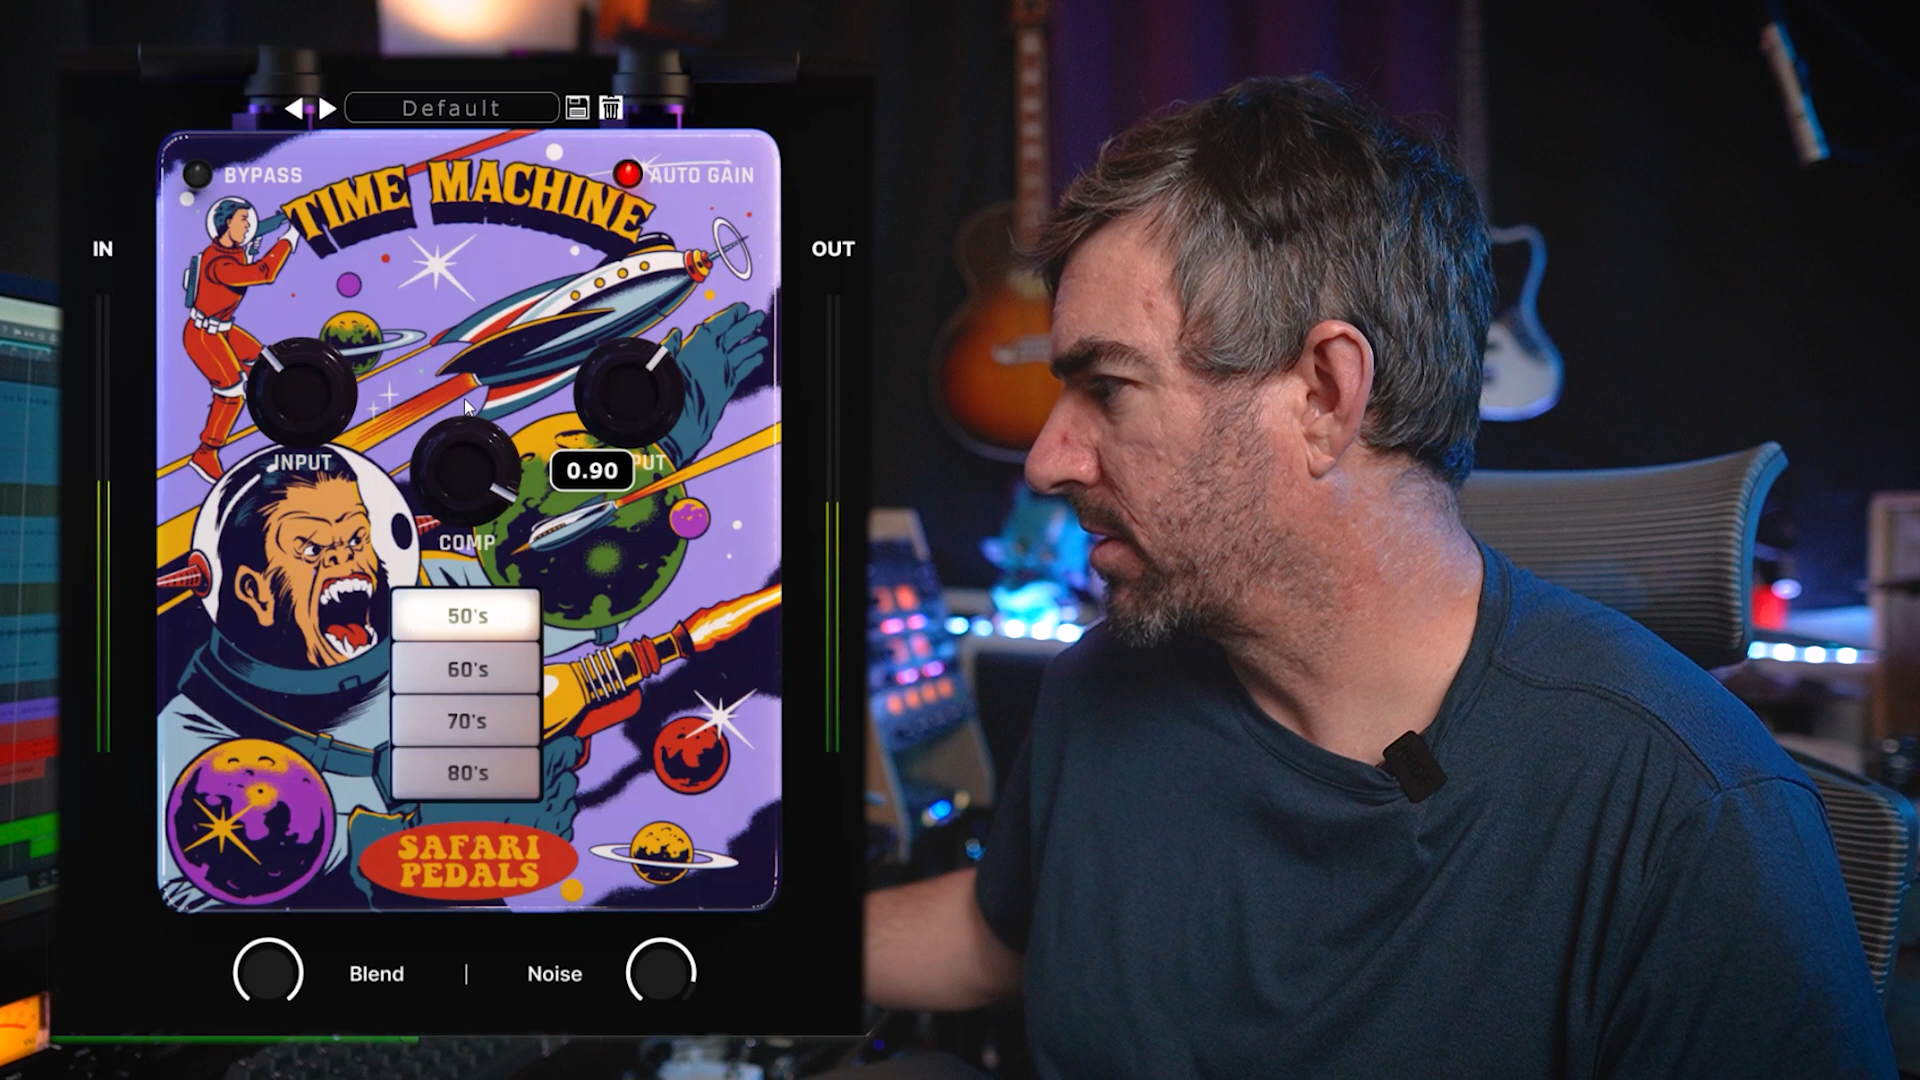 Default
BYPASS
TIME MACHINE
AUTO GAIN
IN
OUT
INPUT
0.90
PUT
COMP
50's
60's
70's
80's
SAFARI
PEDALS
Blend | Noise